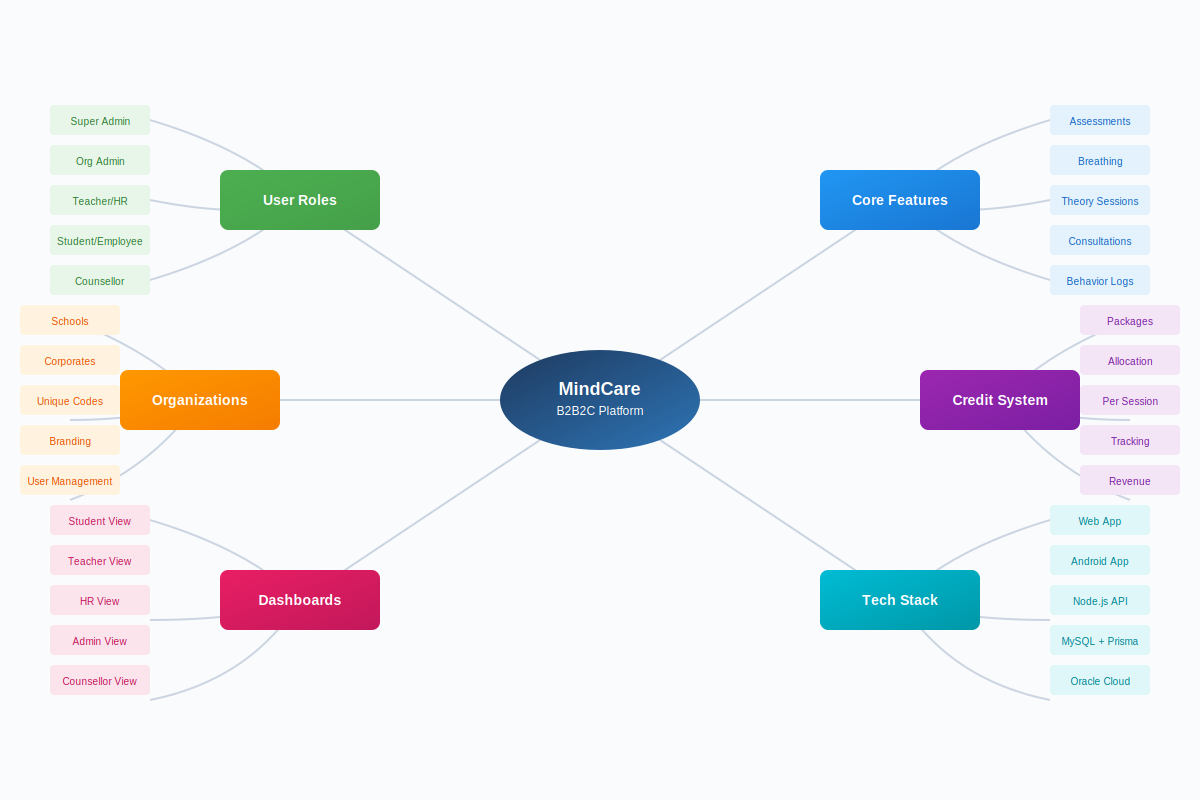 Super Admin
Org Admin
Teacher/HR
Student/Employee
Counsellor
User Roles
Schools
Corporates
Unique Codes
Branding
User Management
Organizations
Student View
Teacher View
HR View
Admin View
Counsellor View
Dashboards
MindCare
B2B2C Platform
Core Features
Assessments
Breathing
Theory Sessions
Consultations
Behavior Logs
Credit System
Packages
Allocation
Per Session
Tracking
Revenue
Tech Stack
Web App
Android App
Node.js API
MySQL + Prisma
Oracle Cloud